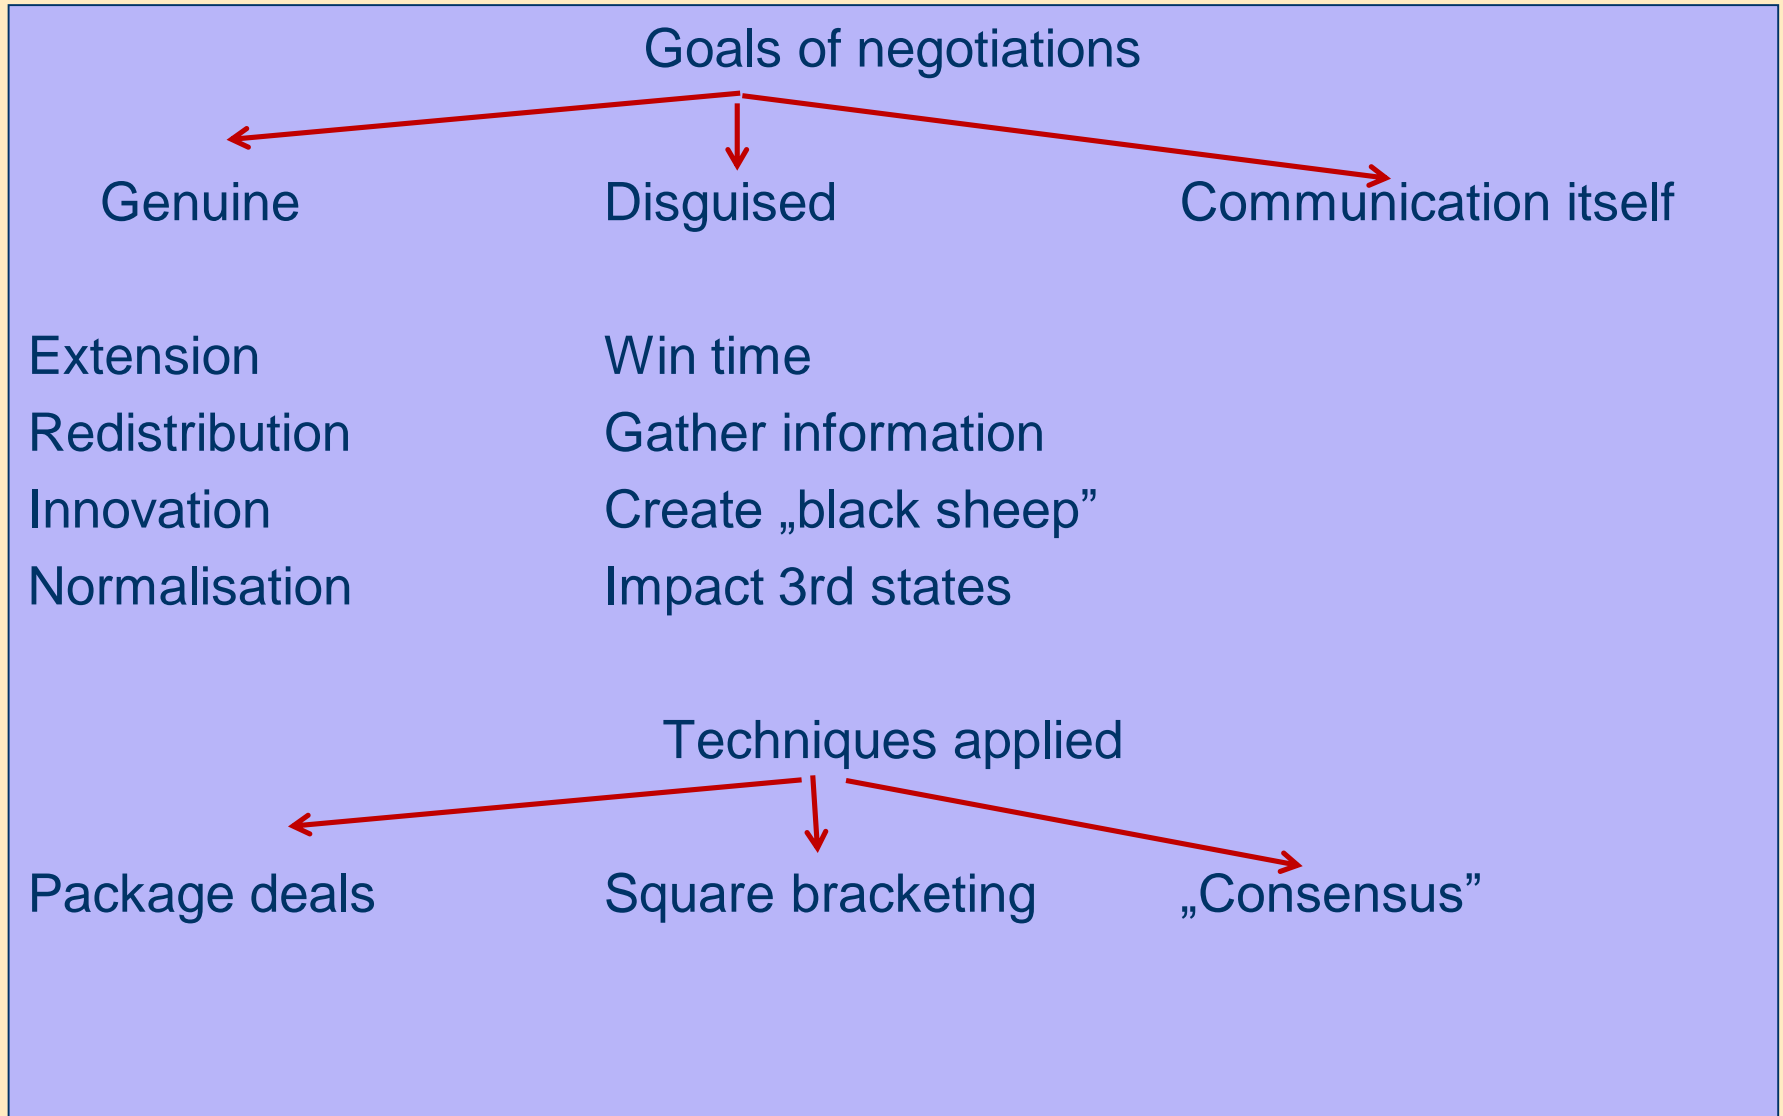 Goals of negotiations
Genuine Disguised Communication itself
Extension Win time
Redistribution Gather information
Innovation Create „black sheep”
Normalisation Impact 3rd states
Techniques applied
Package deals Square bracketing „Consensus”